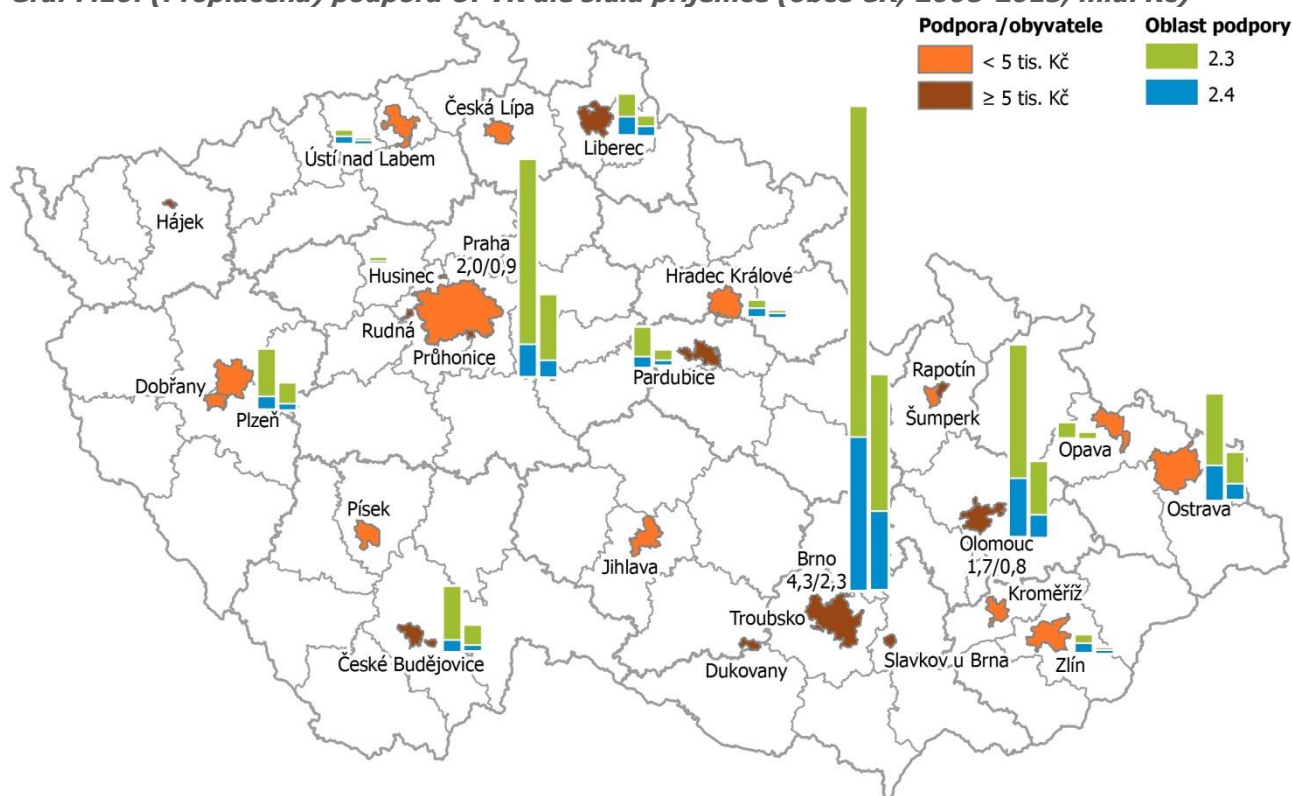 Podpora/obyvatele
Oblast podpory
< 5 tis. Kč
2.3
≥ 5 tis. Kč
2.4
Česká Lípa
Liberec
Ústí nad Labem
Hájek
Praha
2,0/0,9
Husinec
Hradec Králové
Rudná
Průhonice
Pardubice
Rapotín
Dobřany
Šumperk
Plzeň
Opava
Ostrava
Písek
Jihlava
Brno
4,3/2,3
Olomouc
1,7/0,8
Kroměříž
Troubsko
České Budějovice
Dukovany
Slavkov u Brna
Zlín